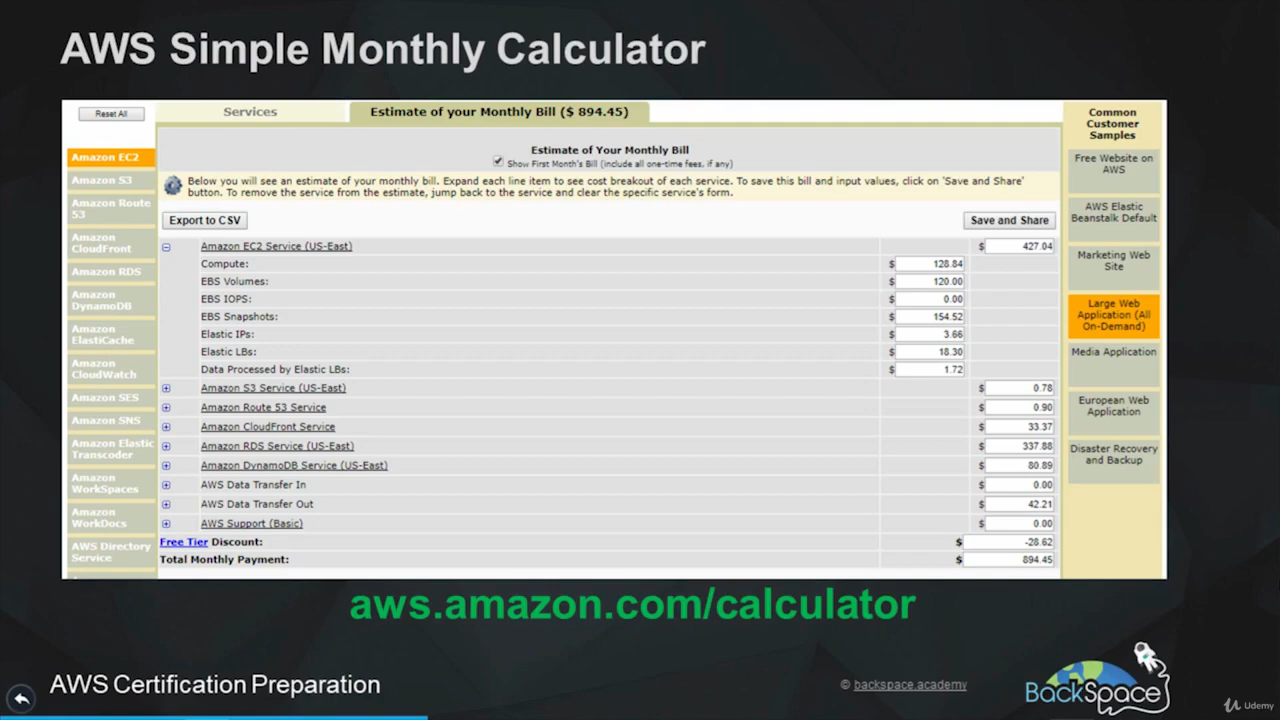 AWS Simple Monthly Calculator
Reset All
Services
Estimate of your Monthly Bill ($ 894.45)
Common
Customer
Samples
Amazon EC2
Amazon S3
Amazon Route
53
Amazon
CloudFront
Amazon RDS
Amazon
DynamoDB
Amazon
ElastiCache
Amazon
CloudWatch
Amazon SES
Amazon SNS
Amazon Elastic
Transcoder
Amazon
WorkSpaces
Amazon
WorkDocs
AWS Directory
Service
Estimate of Your Monthly Bill
Show First Month's Bill (include all one-time fees, if any)
Below you will see an estimate of your monthly bill. Expand each line item to see cost breakout of each service. To save this bill and input values, click on 'Save and Share'
button. To remove the service from the estimate, jump back to the service and clear the specific service's form.
Export to CSV
Save and Share
Amazon EC2 Service (US-East) $ 427.04
Compute: $ 128.84
EBS Volumes: $ 120.00
EBS IOPS: $ 0.00
EBS Snapshots: $ 154.52
Elastic IPs: $ 3.66
Elastic LBs: $ 18.30
Data Processed by Elastic LBs: $ 1.72
Amazon S3 Service (US-East) $ 0.78
Amazon Route 53 Service $ 0.90
Amazon CloudFront Service $ 33.37
Amazon RDS Service (US-East) $ 337.88
Amazon DynamoDB Service (US-East) $ 80.89
AWS Data Transfer In $ 0.00
AWS Data Transfer Out $ 42.21
AWS Support (Basic) $ 0.00
Free Tier Discount: $ -28.62
Total Monthly Payment: $ 894.45
Free Website on
AWS
AWS Elastic
Beanstalk Default
Marketing Web
Site
Large Web
Application (All
On-Demand)
Media Application
European Web
Application
Disaster Recovery
and Backup
aws.amazon.com/calculator
AWS Certification Preparation
© backspace.academy
BackSpace
Udemy